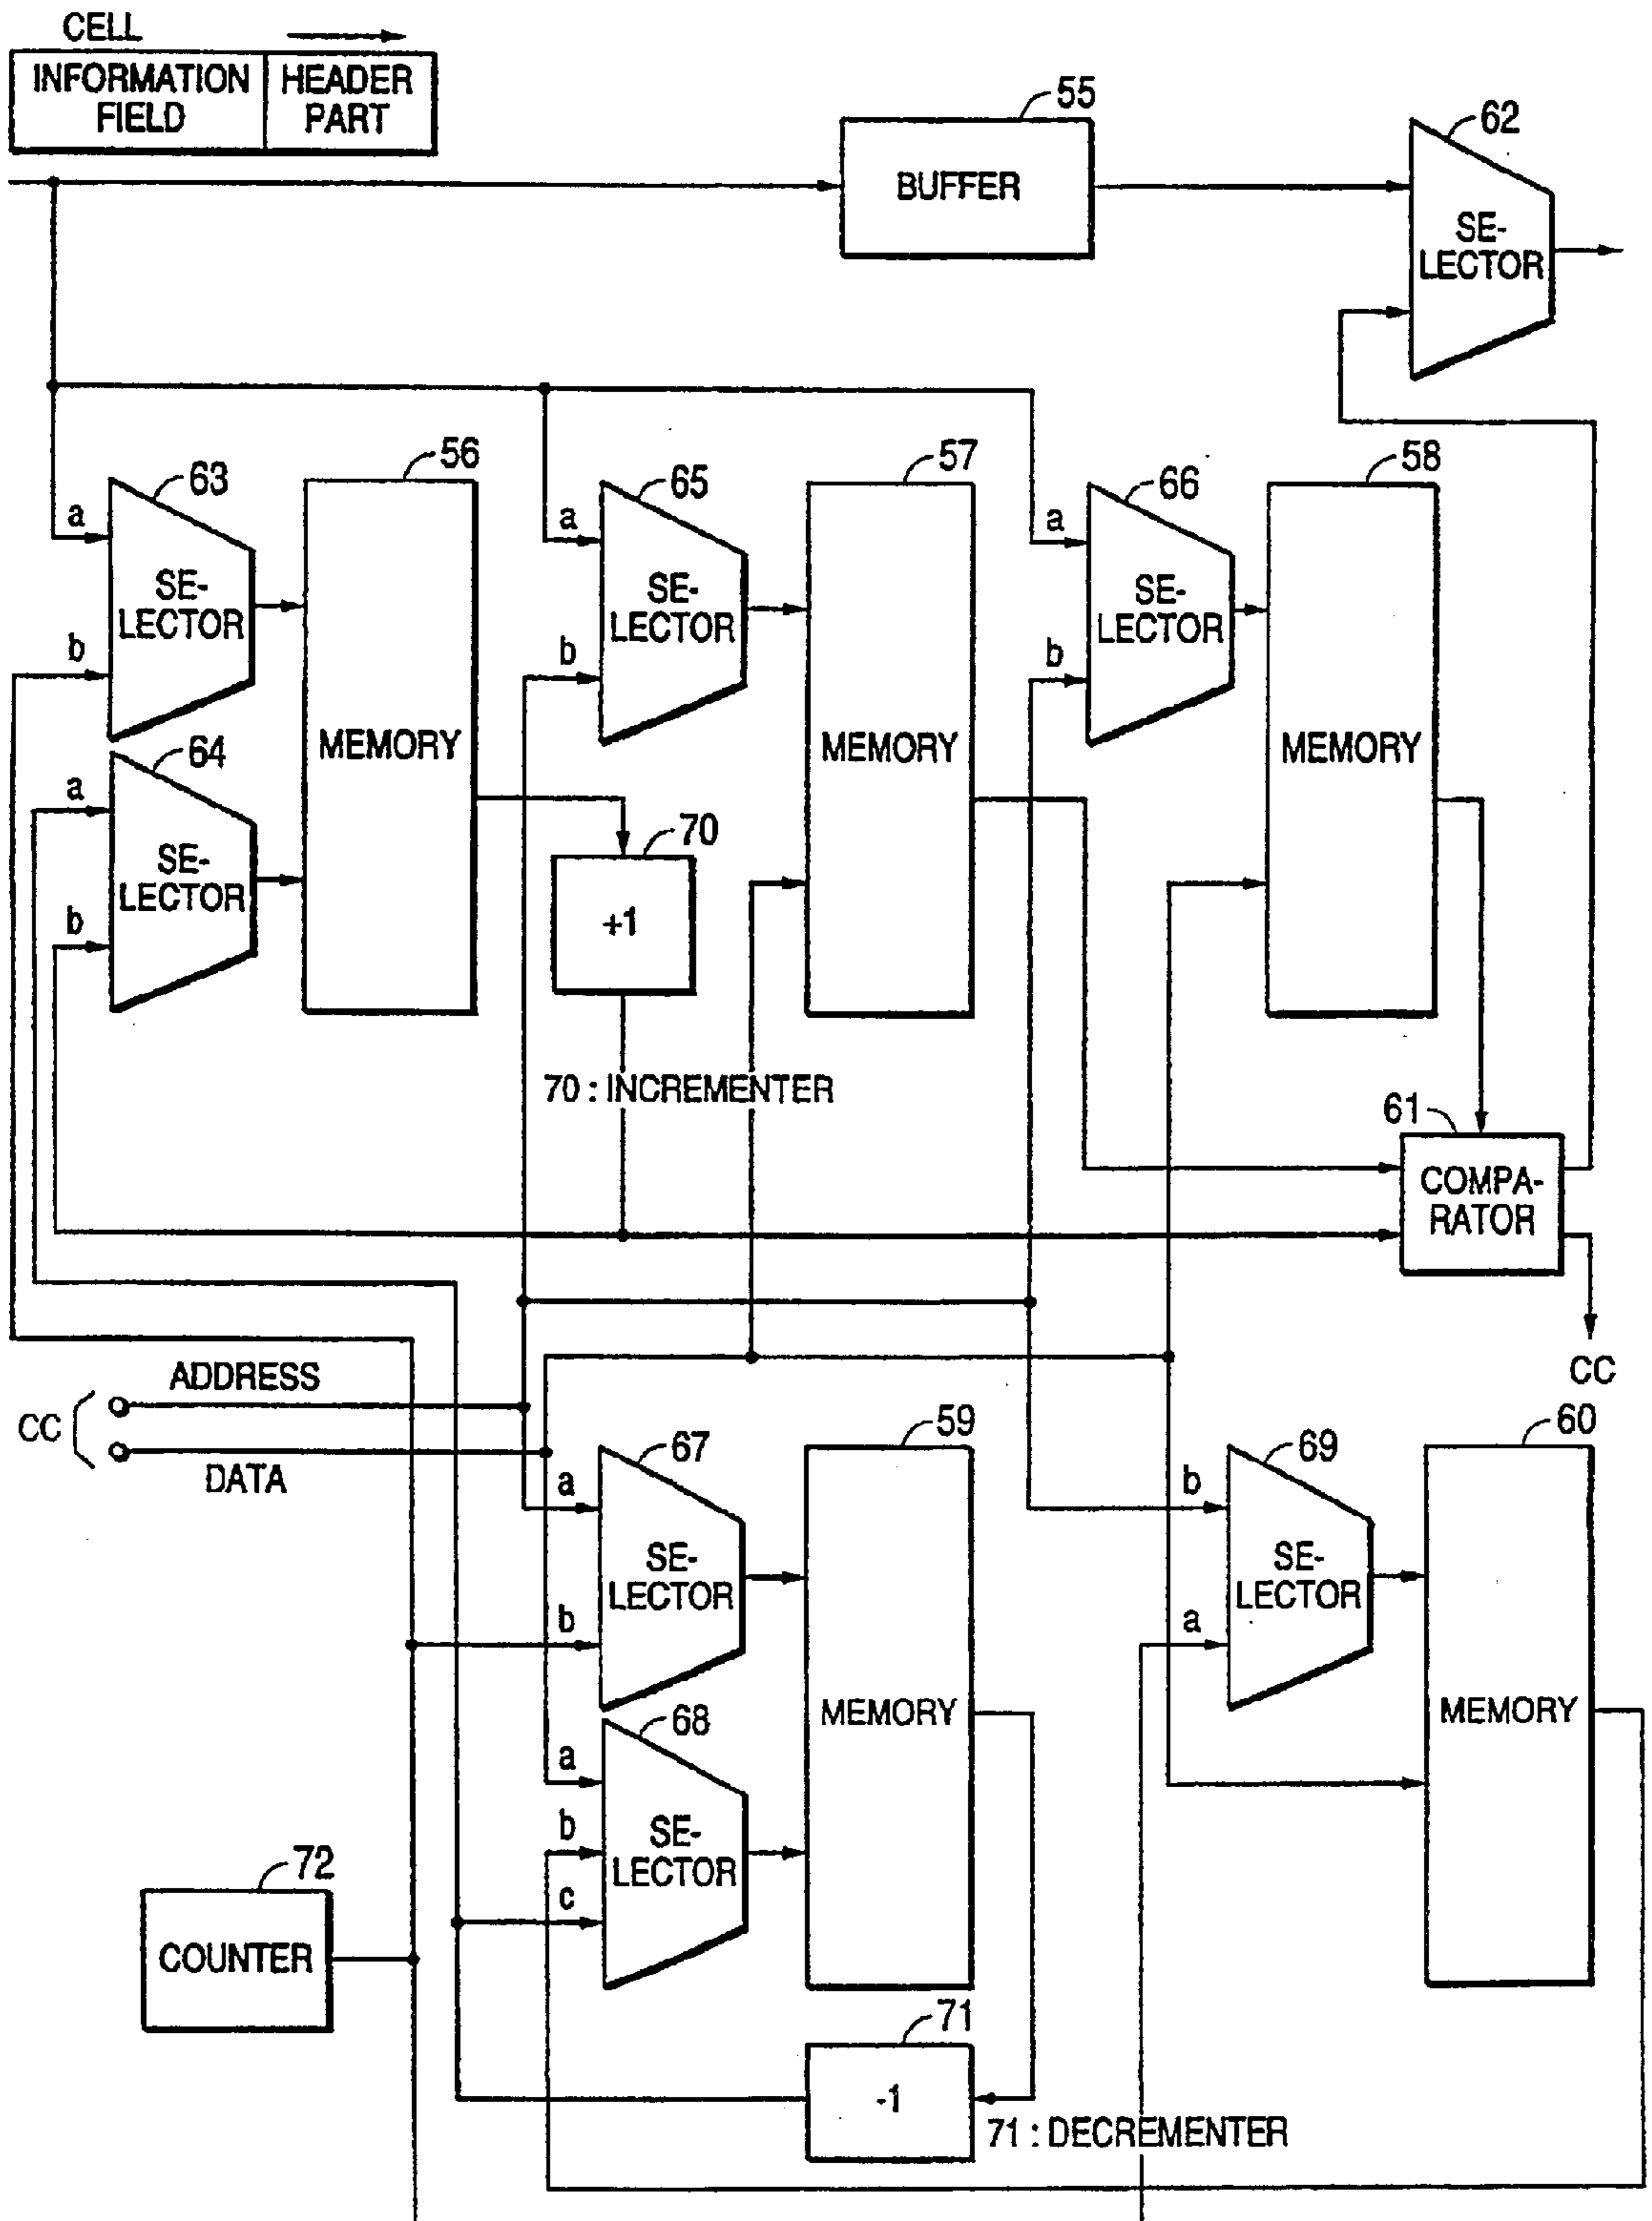 CELL
INFORMATION FIELD
HEADER PART
55
BUFFER
62
SE-
LECTOR
63
a
SE-
LECTOR
b
56
MEMORY
64
a
SE-
LECTOR
b
65
a
SE-
LECTOR
b
57
MEMORY
66
a
SE-
LECTOR
b
58
MEMORY
70
+1
70 : INCREMENTER
61
COMPA-
RATOR
CC
CC
ADDRESS
DATA
67
a
SE-
LECTOR
b
59
MEMORY
68
a
b
SE-
LECTOR
c
69
b
SE-
LECTOR
a
60
MEMORY
72
COUNTER
71
-1
71 : DECREMENTER